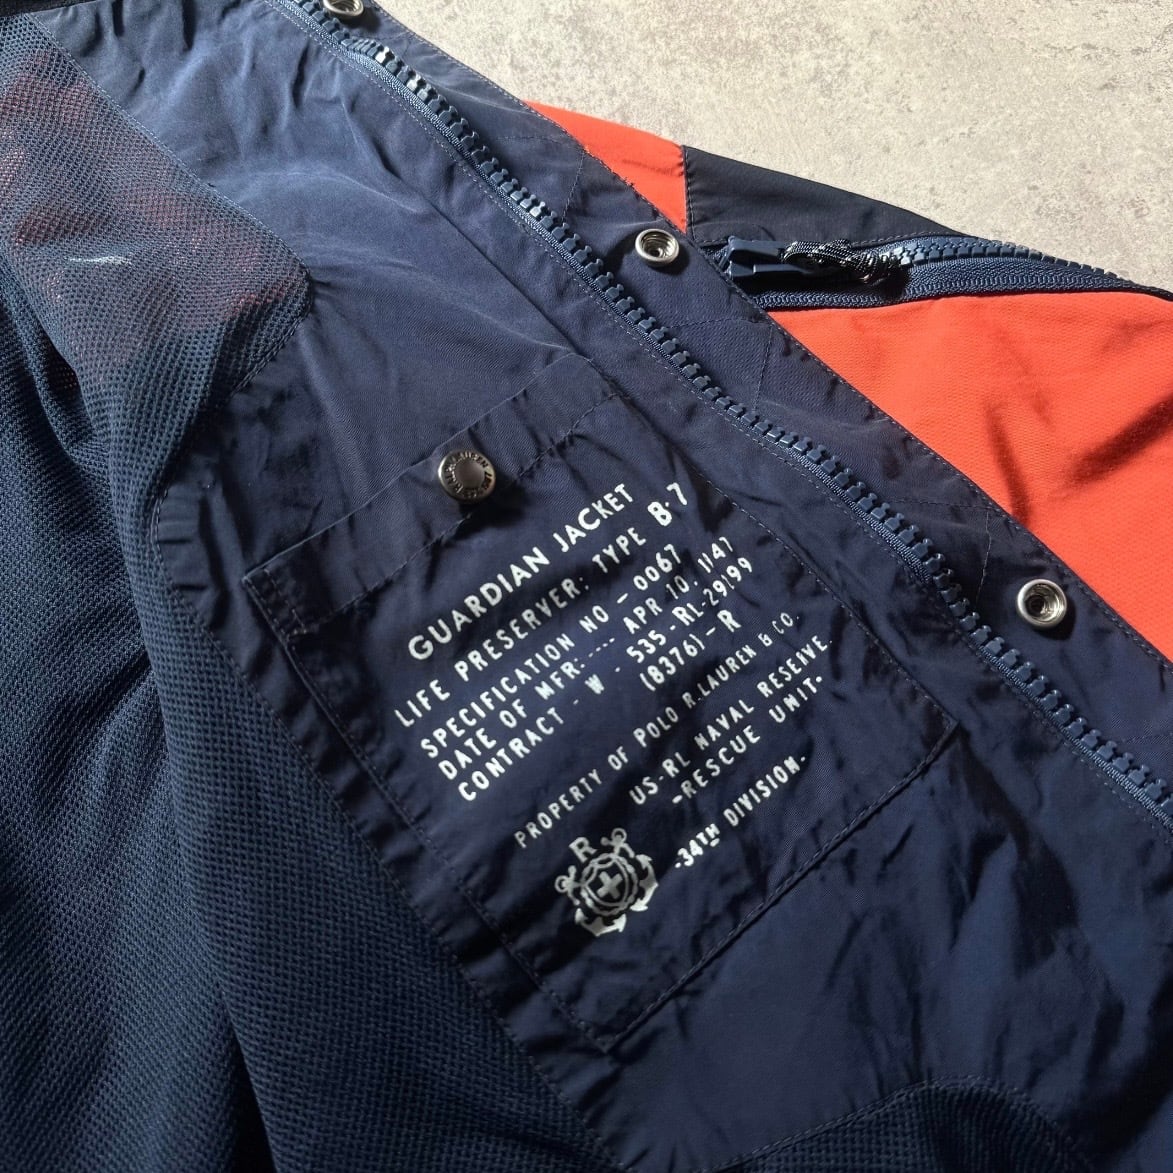 GUARDIAN JACKET
LIFE PRESERVER: TYPE B-7
SPECIFICATION NO - 0067
DATE OF MFR:---- APR 10, 1147
CONTRACT - W - 535-RL-29199
(8376)-R
PROPERTY OF POLO R.LAUREN & CO.
US-RL NAVAL RESERVE.
-RESCUE UNIT-
-34TH DIVISION-
R